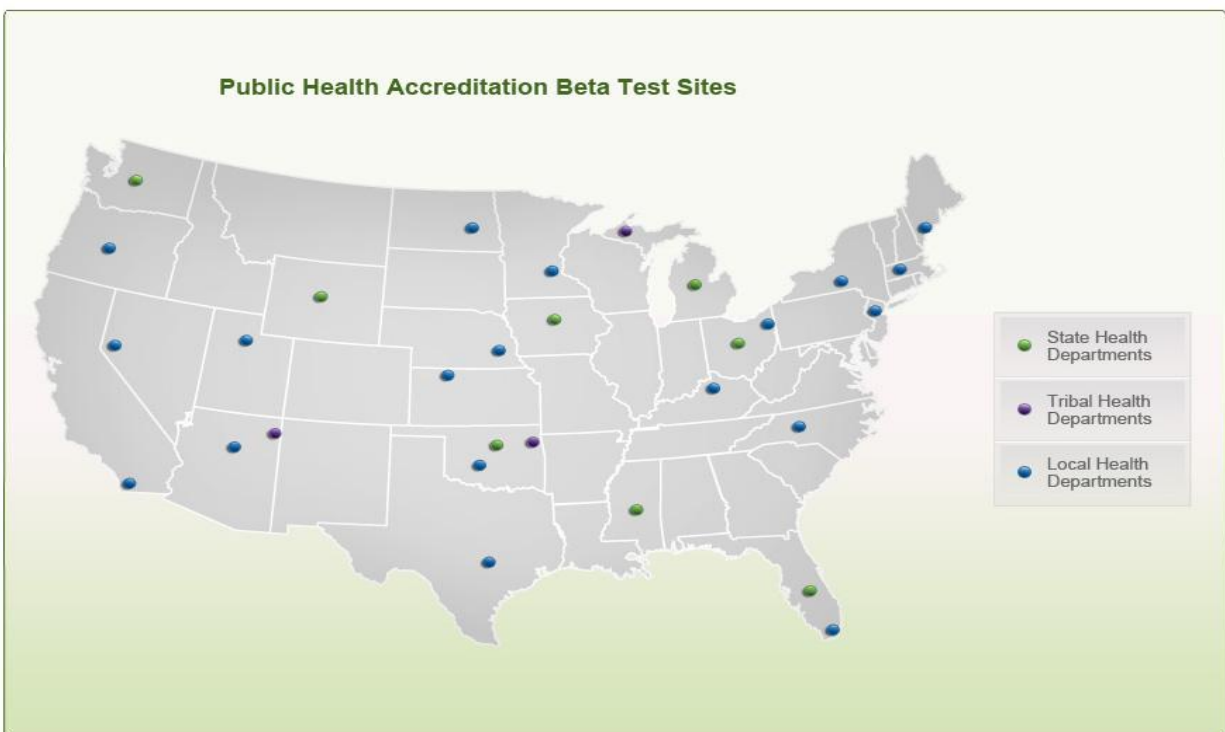 Public Health Accreditation Beta Test Sites
State Health
Departments
Tribal Health
Departments
Local Health
Departments